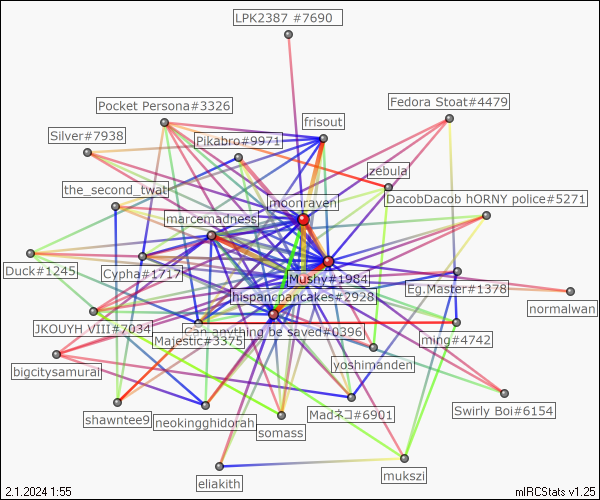 LPK2387 #7690
Pocket Persona#3326
Fedora Stoat#4479
frisout
Silver#7938
Pikabro#9971
zebula
the_second_twat
moonraven
DacobDacob hORNY police#5271
marcemadness
Duck#1245
Cypha#1717
Mushy#1984
Eg.Master#1378
hispanicpancakes#2928
normalwan
JKOUYH VIII#7034
Can anything be saved#0396
Majestic#3375
ming#4742
bigcitysamurai
yoshimanden
shawntee9
neokingghidorah
Madネコ#6901
Swirly Boi#6154
somass
eliakith
mukszi
2.1.2024 1:55
mIRCStats v1.25